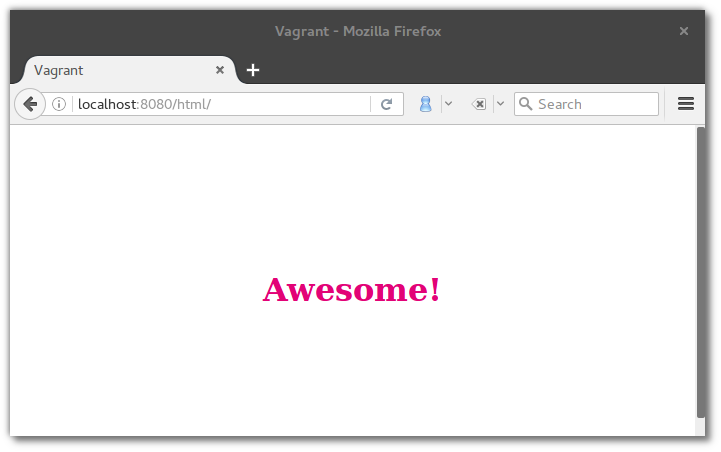 Vagrant - Mozilla Firefox
Vagrant
localhost:8080/html/
Search
Awesome!